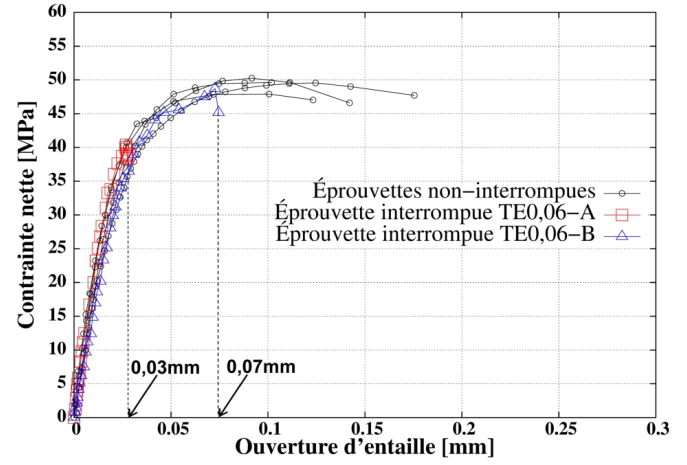 60
55
50
45
40
35
30
25
20
15
10
5
0
Contrainte nette [MPa]
Éprouvettes non−interrompues
Éprouvette interrompue TE0,06−A
Éprouvette interrompue TE0,06−B
0,03mm
0,07mm
0 0.05 0.1 0.15 0.2 0.25 0.3
Ouverture d'entaille [mm]